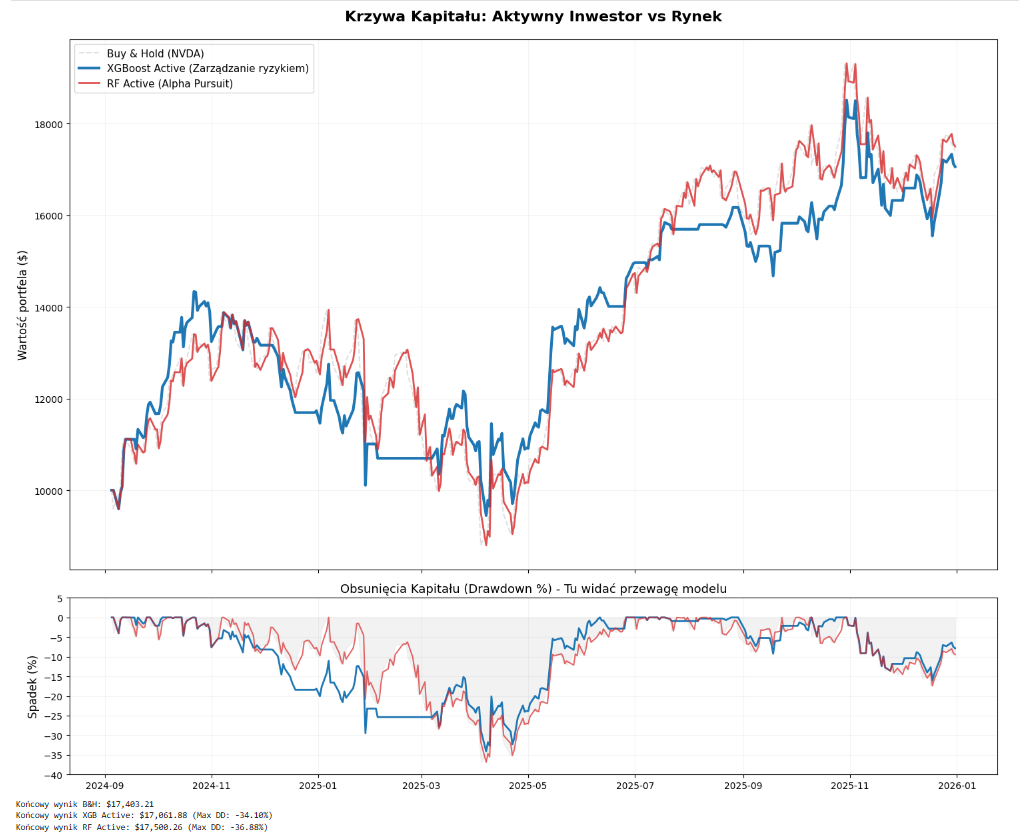 Krzywa Kapitału: Aktywny Inwestor vs Rynek
Buy & Hold (NVDA)
XGBoost Active (Zarządzanie ryzykiem)
RF Active (Alpha Pursuit)
Wartość portfela ($)
18000
16000
14000
12000
10000
Obsunięcia Kapitału (Drawdown %) - Tu widać przewagę modelu
Spadek (%)
5
0
−5
−10
−15
−20
−25
−30
−35
−40
2024-09
2024-11
2025-01
2025-03
2025-05
2025-07
2025-09
2025-11
2026-01
Końcowy wynik B&H: $17,403.21
Końcowy wynik XGB Active: $17,061.88 (Max DD: -34.10%)
Końcowy wynik RF Active: $17,500.26 (Max DD: -36.88%)